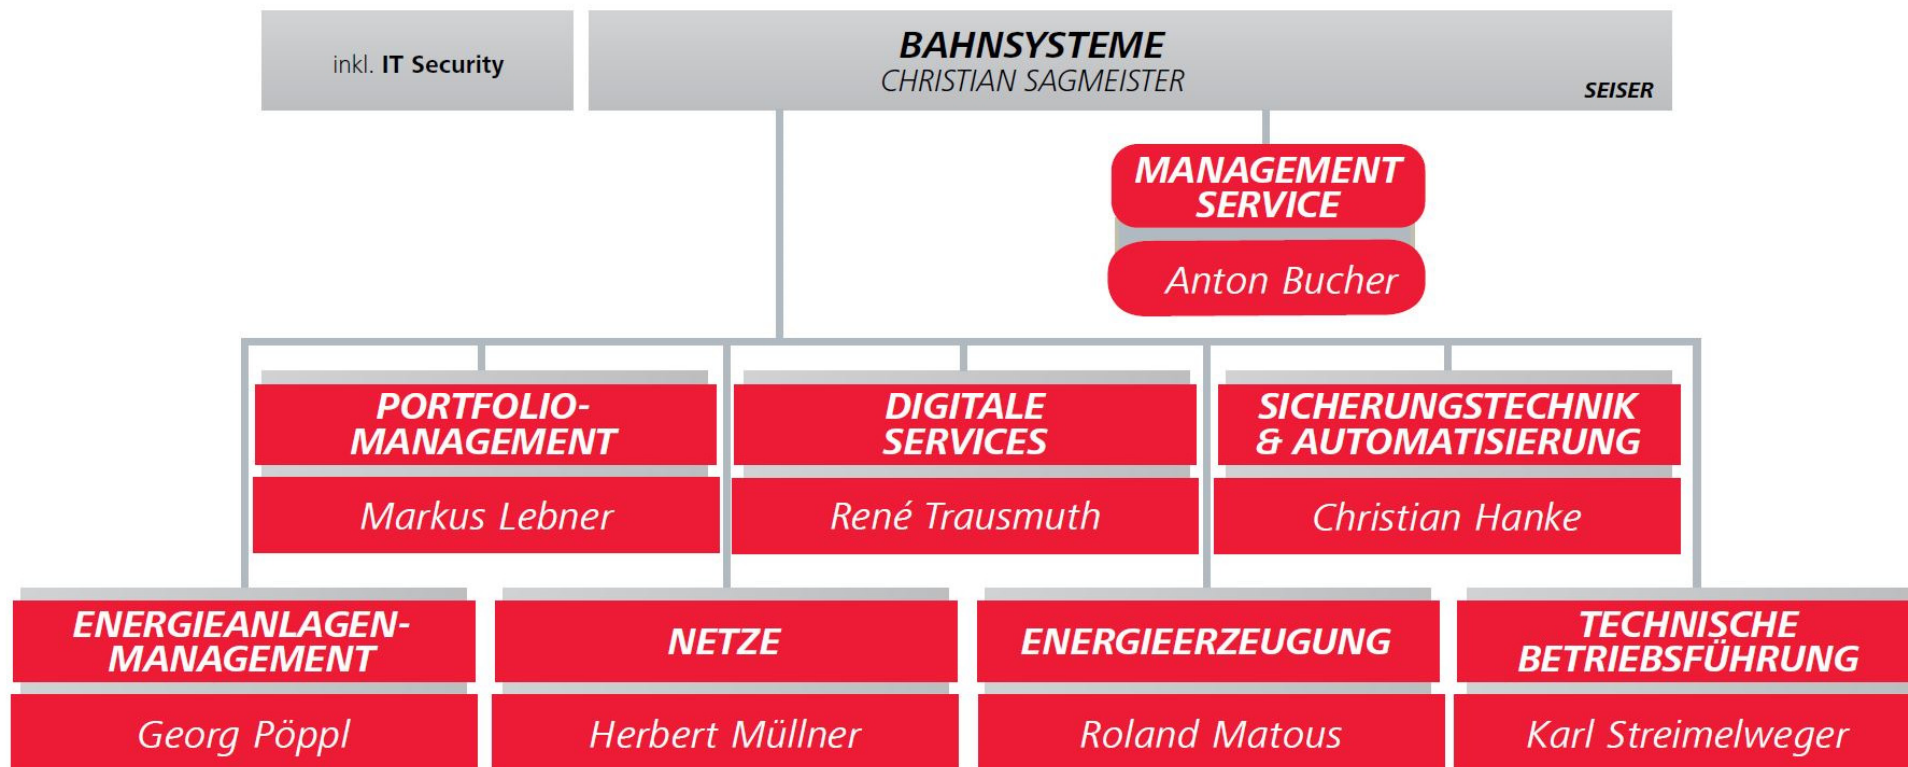 inkl. IT Security
BAHNSYSTEME
CHRISTIAN SAGMEISTER
SEISER
MANAGEMENT
SERVICE
Anton Bucher
PORTFOLIO-
MANAGEMENT
Markus Lebner
DIGITALE
SERVICES
René Trausmuth
SICHERUNGSTECHNIK
& AUTOMATISIERUNG
Christian Hanke
ENERGIEANLAGEN-
MANAGEMENT
Georg Pöppl
NETZE
Herbert Müllner
ENERGIEERZEUGUNG
Roland Matous
TECHNISCHE
BETRIEBSFÜHRUNG
Karl Streimelweger